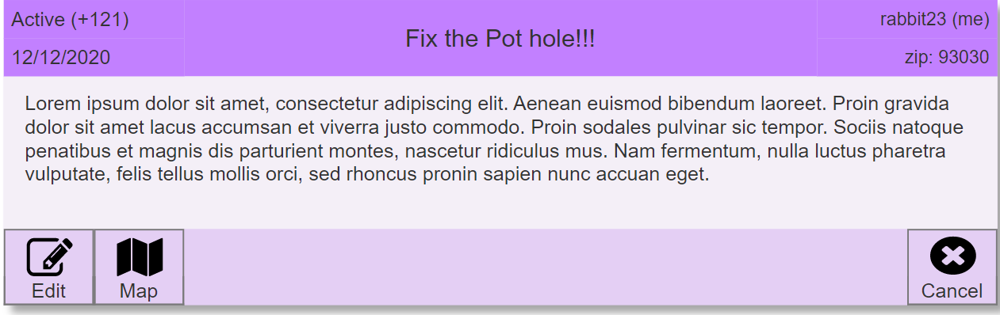 Active (+121)
12/12/2020
Fix the Pot hole!!!
rabbit23 (me)
zip: 93030
Lorem ipsum dolor sit amet, consectetur adipiscing elit. Aenean euismod bibendum laoreet. Proin gravida
dolor sit amet lacus accumsan et viverra justo commodo. Proin sodales pulvinar sic tempor. Sociis natoque
penatibus et magnis dis parturient montes, nascetur ridiculus mus. Nam fermentum, nulla luctus pharetra
vulputate, felis tellus mollis orci, sed rhoncus pronin sapien nunc accuan eget.
Edit
Map
Cancel